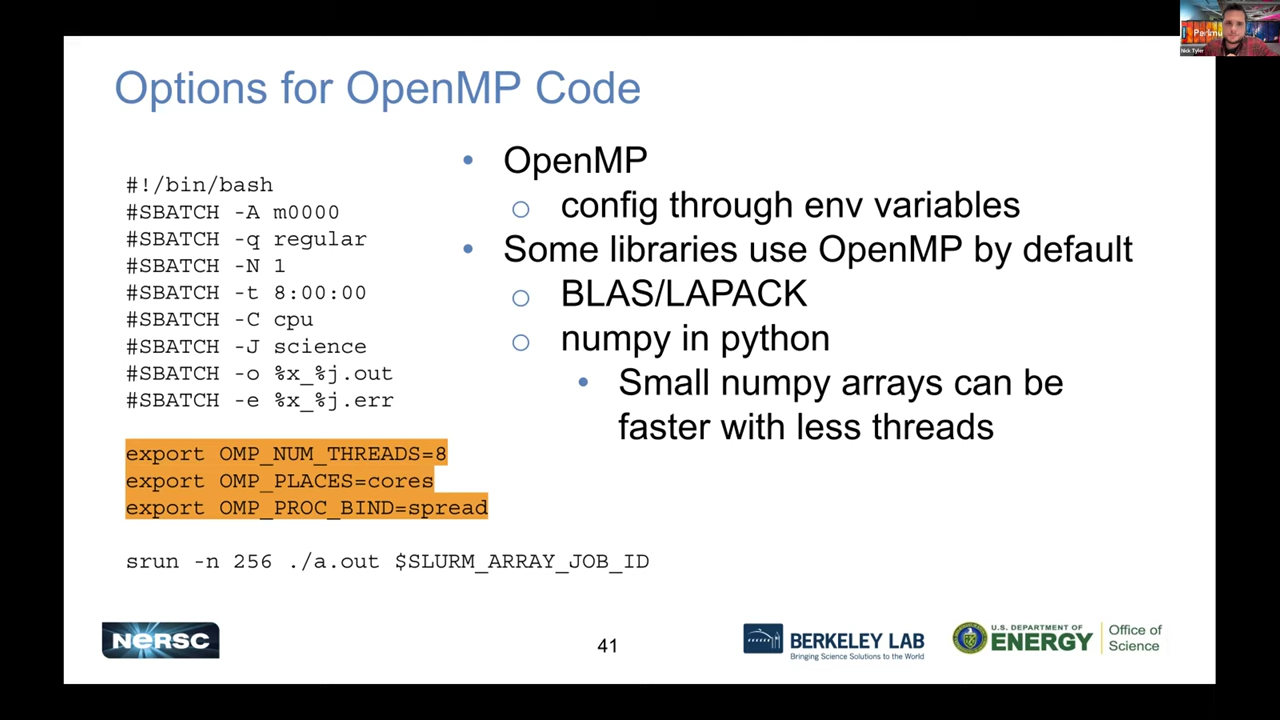 Perlmu
Nick Tyler
Options for OpenMP Code
#!/bin/bash
#SBATCH -A m0000
#SBATCH -q regular
#SBATCH -N 1
#SBATCH -t 8:00:00
#SBATCH -C cpu
#SBATCH -J science
#SBATCH -o %x_%j.out
#SBATCH -e %x_%j.err
export OMP_NUM_THREADS=8
export OMP_PLACES=cores
export OMP_PROC_BIND=spread
srun -n 256 ./a.out $SLURM_ARRAY_JOB_ID
• OpenMP
○ config through env variables
• Some libraries use OpenMP by default
○ BLAS/LAPACK
○ numpy in python
• Small numpy arrays can be
faster with less threads
NERSC
41
BERKELEY LAB
Bringing Science Solutions to the World
U.S. DEPARTMENT OF
ENERGY
Office of
Science